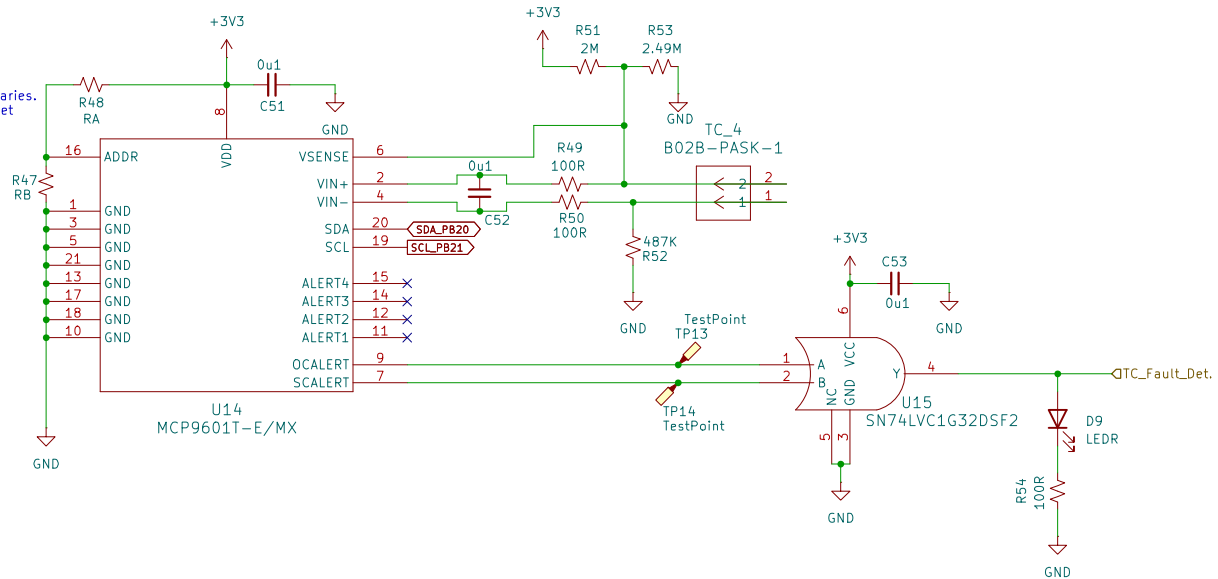 +3V3
+3V3
R51
2M
R53
2.49M
0u1
C51
GND
GND
aries.
et
R48
RA
8
VDD
TC_4
B02B-PASK-1
16
ADDR
VSENSE
6
R49
100R
0u1
R47
RB
VIN+
2
2
2
VIN-
4
1
1
C52
R50
100R
1
GND
3
GND
5
GND
21
GND
13
GND
17
GND
18
GND
10
GND
SDA
20
SDA_PB20
SCL
19
SCL_PB21
487K
R52
GND
ALERT4
15
ALERT3
14
ALERT2
12
ALERT1
11
OCALERT
9
SCALERT
7
TestPoint
TP13
TP14
TestPoint
U14
MCP9601T-E/MX
GND
+3V3
C53
0u1
GND
6
VCC
1
A
2
B
Y
4
NC
GND
5
3
U15
SN74LVC1G32DSF2
GND
TC_Fault_Det.
D9
LEDR
R54
100R
GND